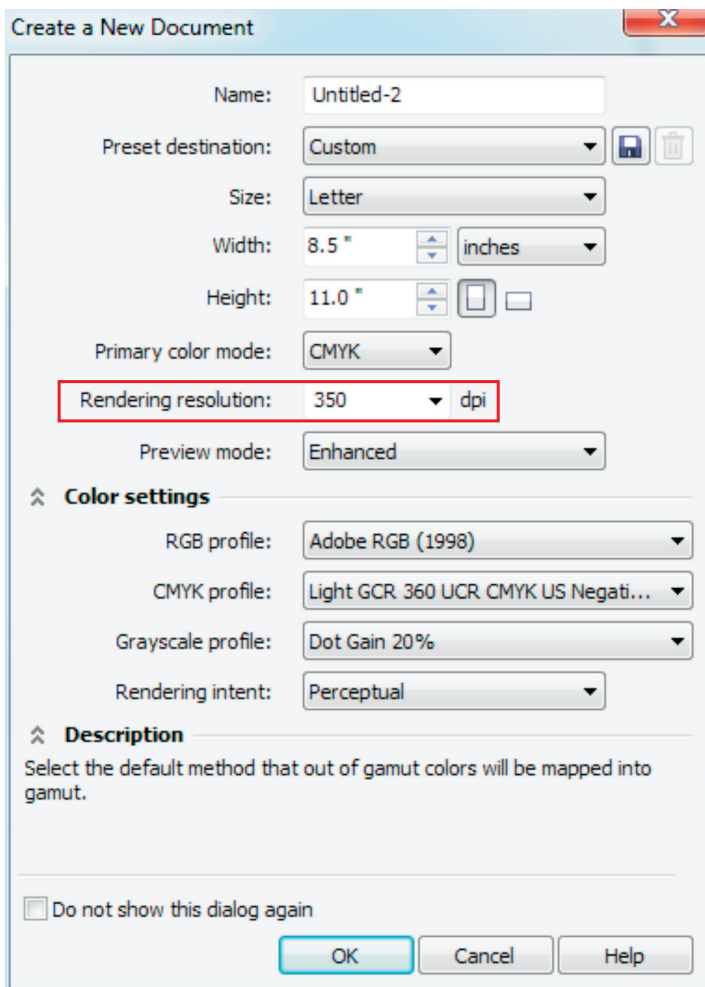 Create a New Document
Name: Untitled-2
Preset destination: Custom
Size: Letter
Width: 8.5 " inches
Height: 11.0 "
Primary color mode: CMYK
Rendering resolution: 350 dpi
Preview mode: Enhanced
Color settings
RGB profile: Adobe RGB (1998)
CMYK profile: Light GCR 360 UCR CMYK US Negati...
Grayscale profile: Dot Gain 20%
Rendering intent: Perceptual
Description
Select the default method that out of gamut colors will be mapped into
gamut.
Do not show this dialog again
OK Cancel Help